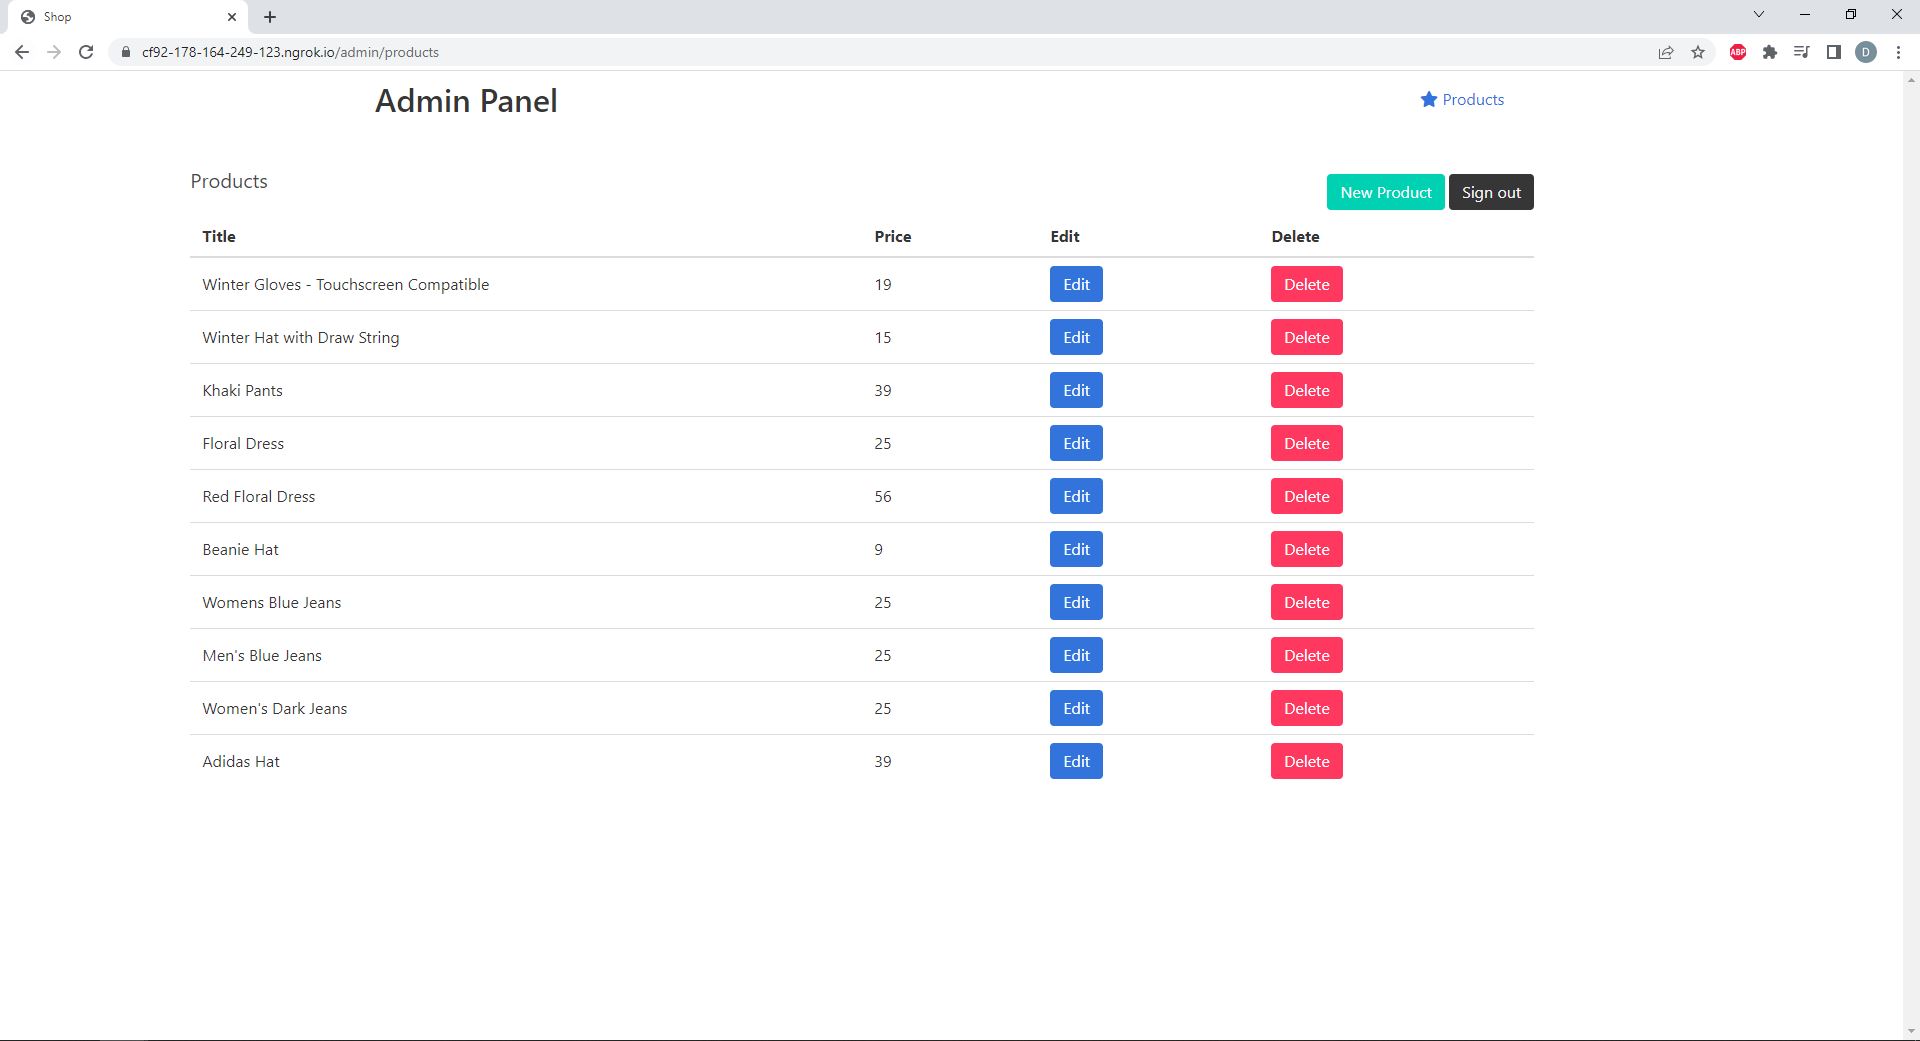 Shop
cf92-178-164-249-123.ngrok.io/admin/products
ABP
D
Admin Panel
Products
Products
New Product Sign out
Title Price Edit Delete
Winter Gloves - Touchscreen Compatible 19 Edit Delete
Winter Hat with Draw String 15 Edit Delete
Khaki Pants 39 Edit Delete
Floral Dress 25 Edit Delete
Red Floral Dress 56 Edit Delete
Beanie Hat 9 Edit Delete
Womens Blue Jeans 25 Edit Delete
Men's Blue Jeans 25 Edit Delete
Women's Dark Jeans 25 Edit Delete
Adidas Hat 39 Edit Delete